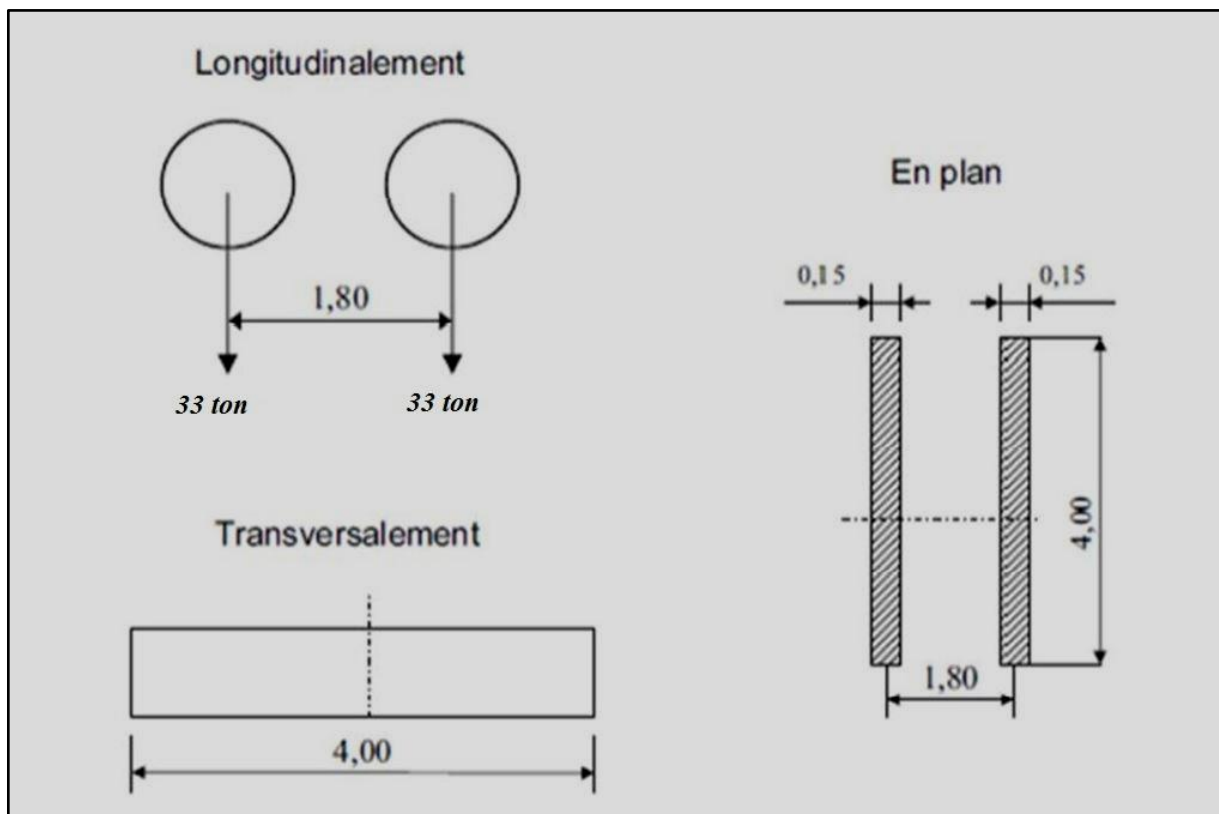 Longitudinalement
1,80
33 ton 33 ton
Transversalement
4,00
En plan
0,15 0,15
4,00
1,80